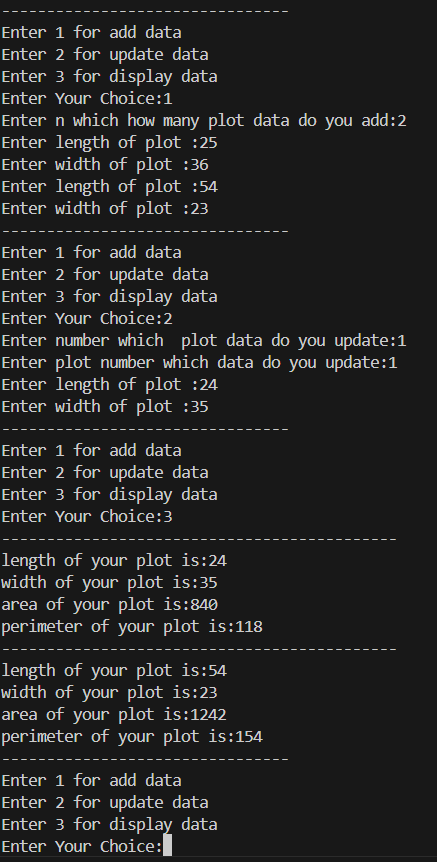 --------------------------------
Enter 1 for add data
Enter 2 for update data
Enter 3 for display data
Enter Your Choice:1
Enter n which how many plot data do you add:2
Enter length of plot :25
Enter width of plot :36
Enter length of plot :54
Enter width of plot :23
--------------------------------
Enter 1 for add data
Enter 2 for update data
Enter 3 for display data
Enter Your Choice:2
Enter number which  plot data do you update:1
Enter plot number which data do you update:1
Enter length of plot :24
Enter width of plot :35
--------------------------------
Enter 1 for add data
Enter 2 for update data
Enter 3 for display data
Enter Your Choice:3
--------------------------------------------
length of your plot is:24
width of your plot is:35
area of your plot is:840
perimeter of your plot is:118
--------------------------------------------
length of your plot is:54
width of your plot is:23
area of your plot is:1242
perimeter of your plot is:154
--------------------------------
Enter 1 for add data
Enter 2 for update data
Enter 3 for display data
Enter Your Choice: